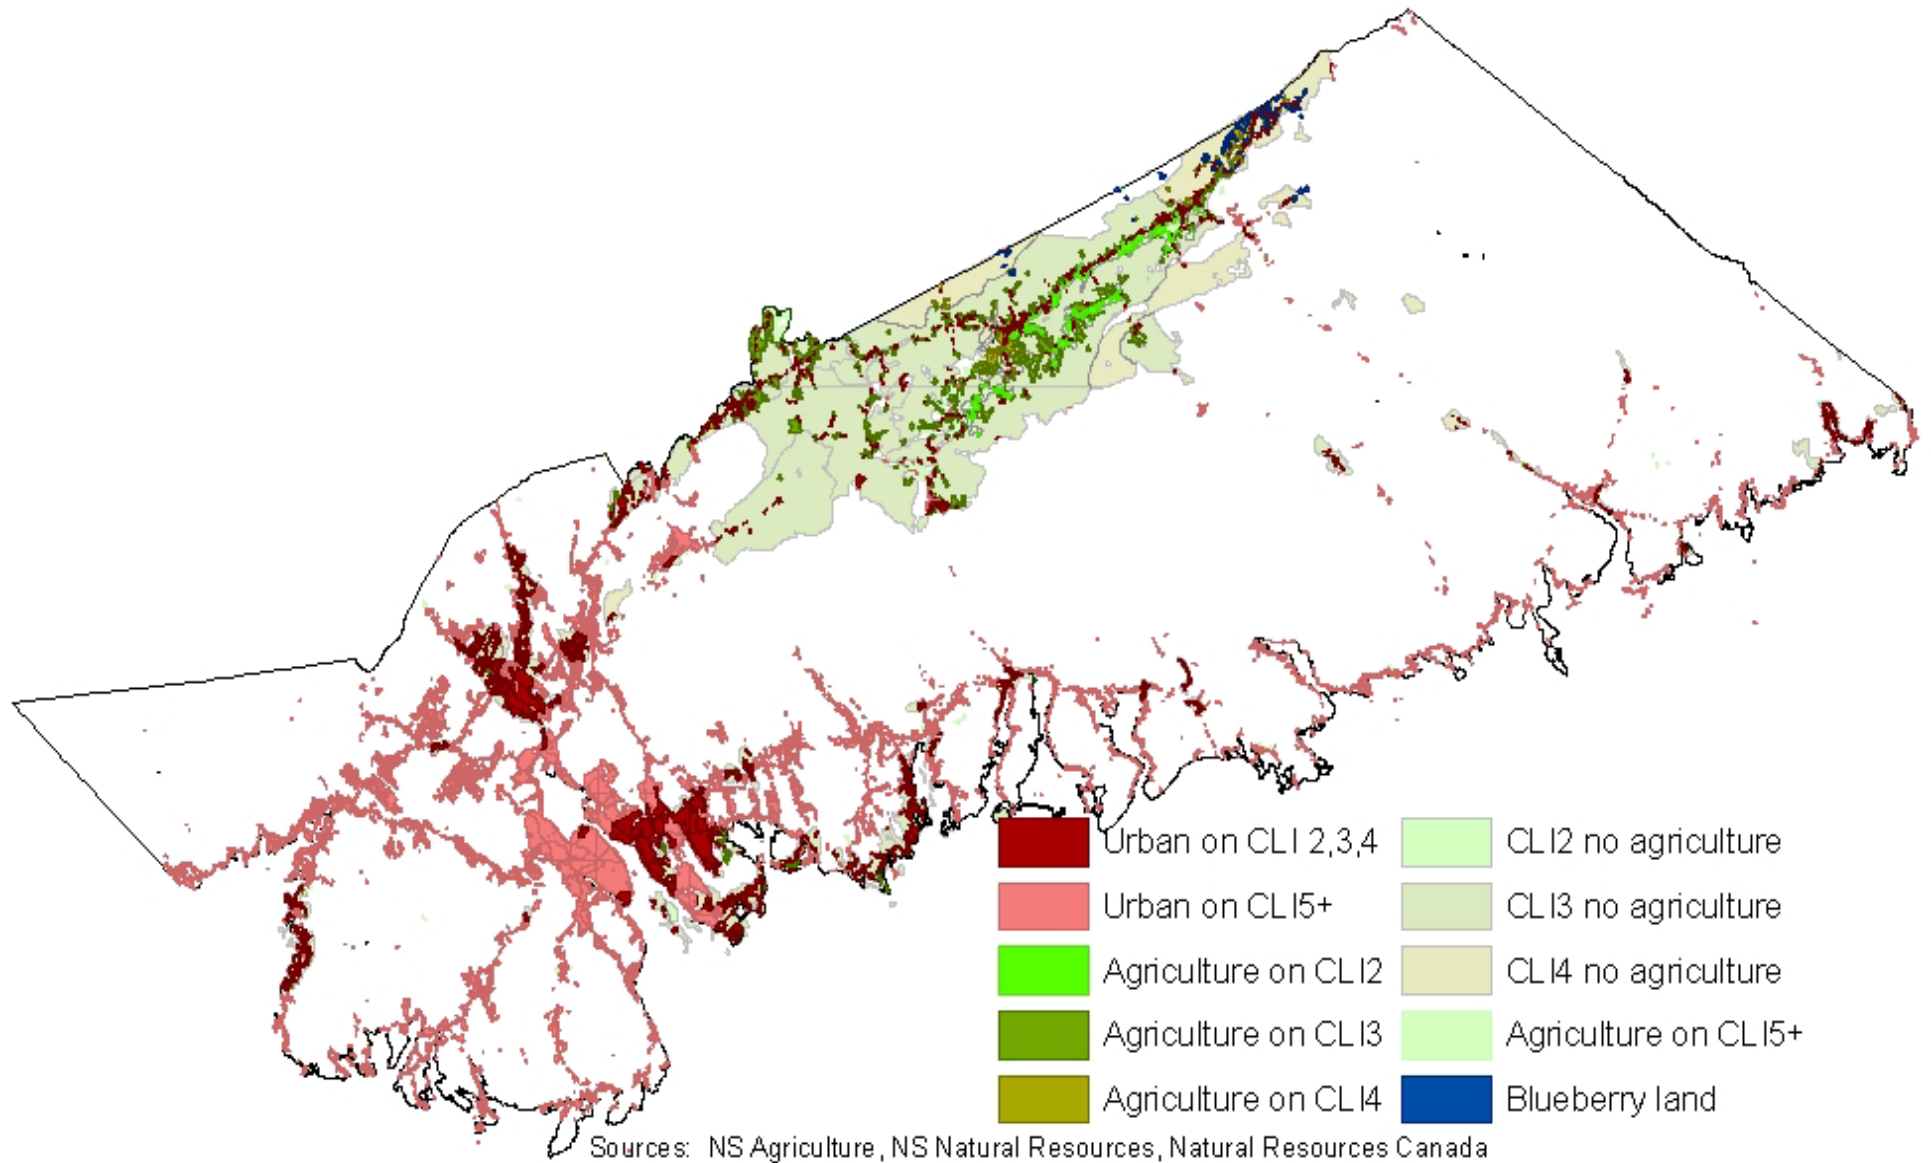 Urban on CLI 2,3,4
Urban on CLI5+
Agriculture on CLI2
Agriculture on CLI3
Agriculture on CLI4
CLI2 no agriculture
CLI3 no agriculture
CLI4 no agriculture
Agriculture on CLI5+
Blueberry land
Sources: NS Agriculture, NS Natural Resources, Natural Resources Canada